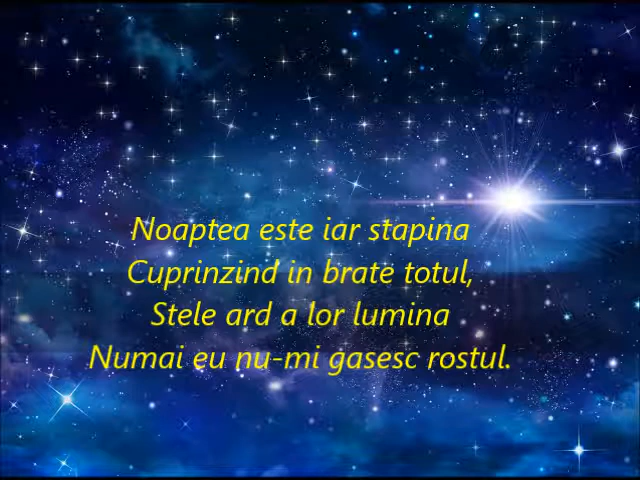 Noaptea este iar stapina
Cuprinzind in brate totul,
Stele ard a lor lumina
Numai eu nu-mi gasesc rostul.